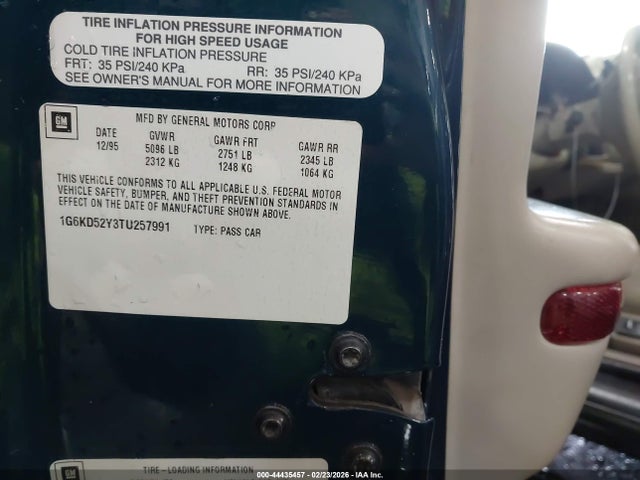 TIRE INFLATION PRESSURE INFORMATION
FOR HIGH SPEED USAGE
COLD TIRE INFLATION PRESSURE
FRT: 35 PSI/240 KPa RR: 35 PSI/240 KPa
SEE OWNER'S MANUAL FOR MORE INFORMATION
GM
MFD BY GENERAL MOTORS CORP
DATE GVWR GAWR FRT GAWR RR
12/95 5096 LB 2751 LB 2345 LB
2312 KG 1248 KG 1064 KG
THIS VEHICLE CONFORMS TO ALL APPLICABLE U.S. FEDERAL MOTOR
VEHICLE SAFETY, BUMPER, AND THEFT PREVENTION STANDARDS IN
EFFECT ON THE DATE OF MANUFACTURE SHOWN ABOVE.
1G6KD52Y3TU257991 TYPE: PASS CAR
GM
TIRE-LOADING INFORMATION
000-44435457 - 02/23/2026 - IAAI, Inc.